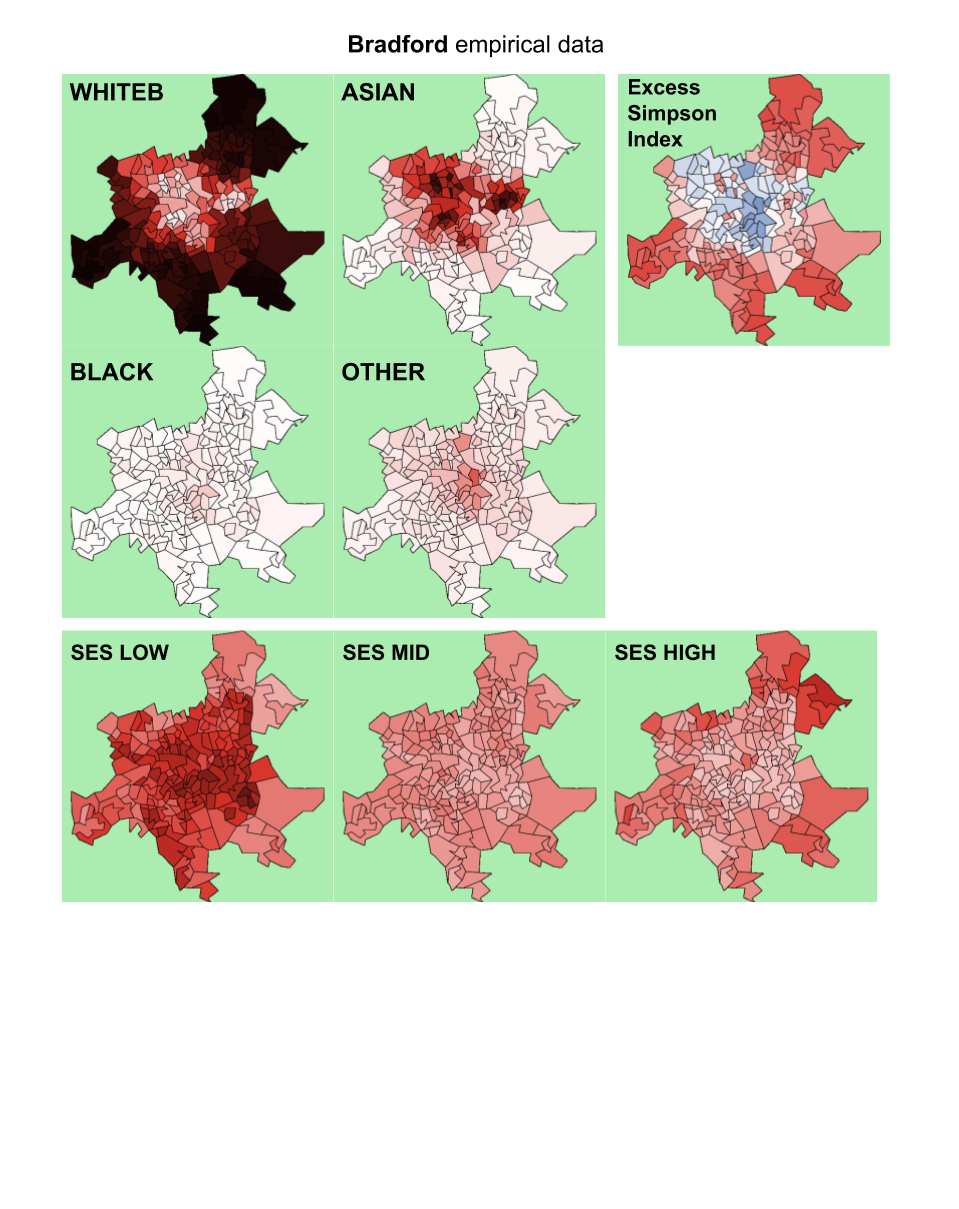 Bradford empirical data
WHITEB
ASIAN
Excess
Simpson
Index
BLACK
OTHER
SES LOW
SES MID
SES HIGH